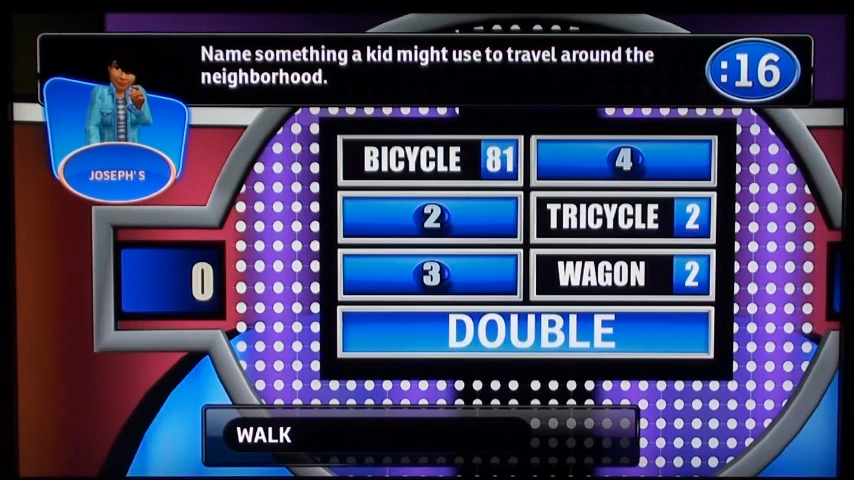 Name something a kid might use to travel around the
neighborhood.
:16
JOSEPH'S
BICYCLE 81
4
2
TRICYCLE 2
3
WAGON 2
0
DOUBLE
WALK